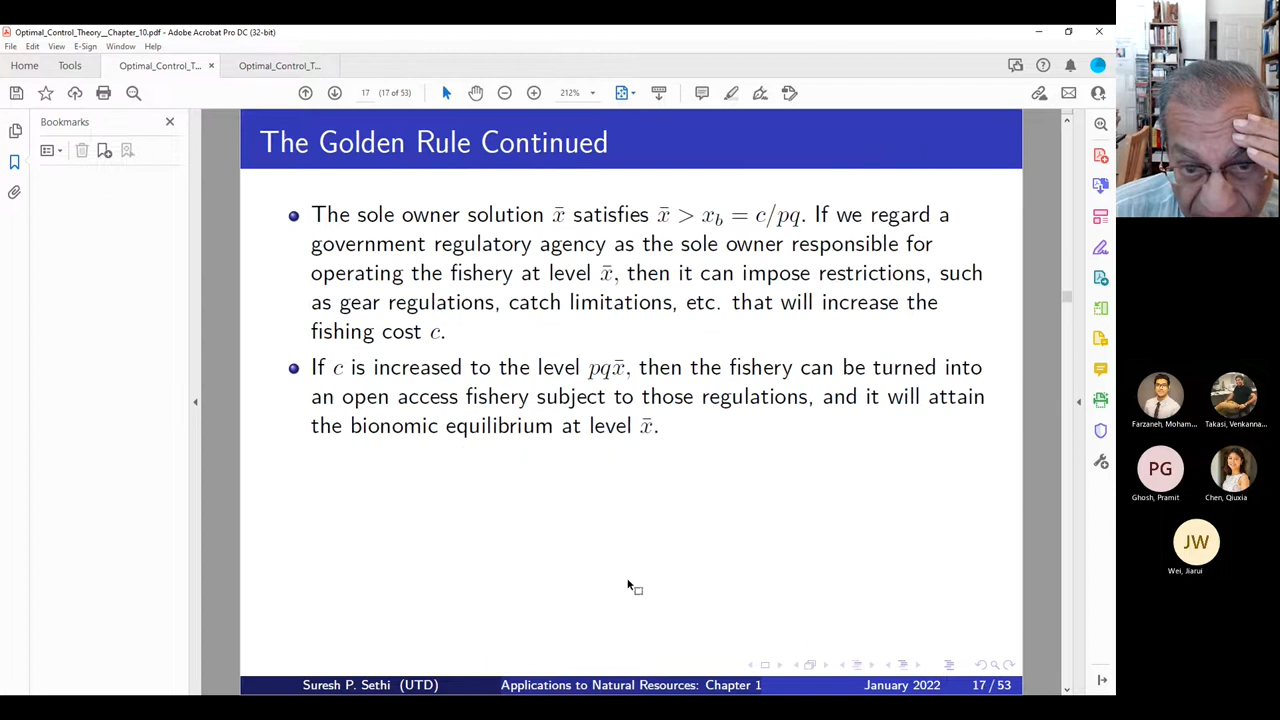 Optimal_Control_Theory__Chapter_10.pdf - Adobe Acrobat Pro DC (32-bit)
File Edit View E-Sign Window Help
Home Tools Optimal_Control_T... × Optimal_Control_T...
17 (17 of 53) 212%
Bookmarks
The Golden Rule Continued
The sole owner solution x̄ satisfies x̄ > x_b = c/pq. If we regard a
government regulatory agency as the sole owner responsible for
operating the fishery at level x̄, then it can impose restrictions, such
as gear regulations, catch limitations, etc. that will increase the
fishing cost c.
If c is increased to the level pqx̄, then the fishery can be turned into
an open access fishery subject to those regulations, and it will attain
the bionomic equilibrium at level x̄.
Suresh P. Sethi (UTD) Applications to Natural Resources: Chapter 1 January 2022 17 / 53
Farzaneh, Moham... Takasi, Venkanna...
PG
Ghosh, Pramit Chen, Qiuxia
JW
Wei, Jiarui